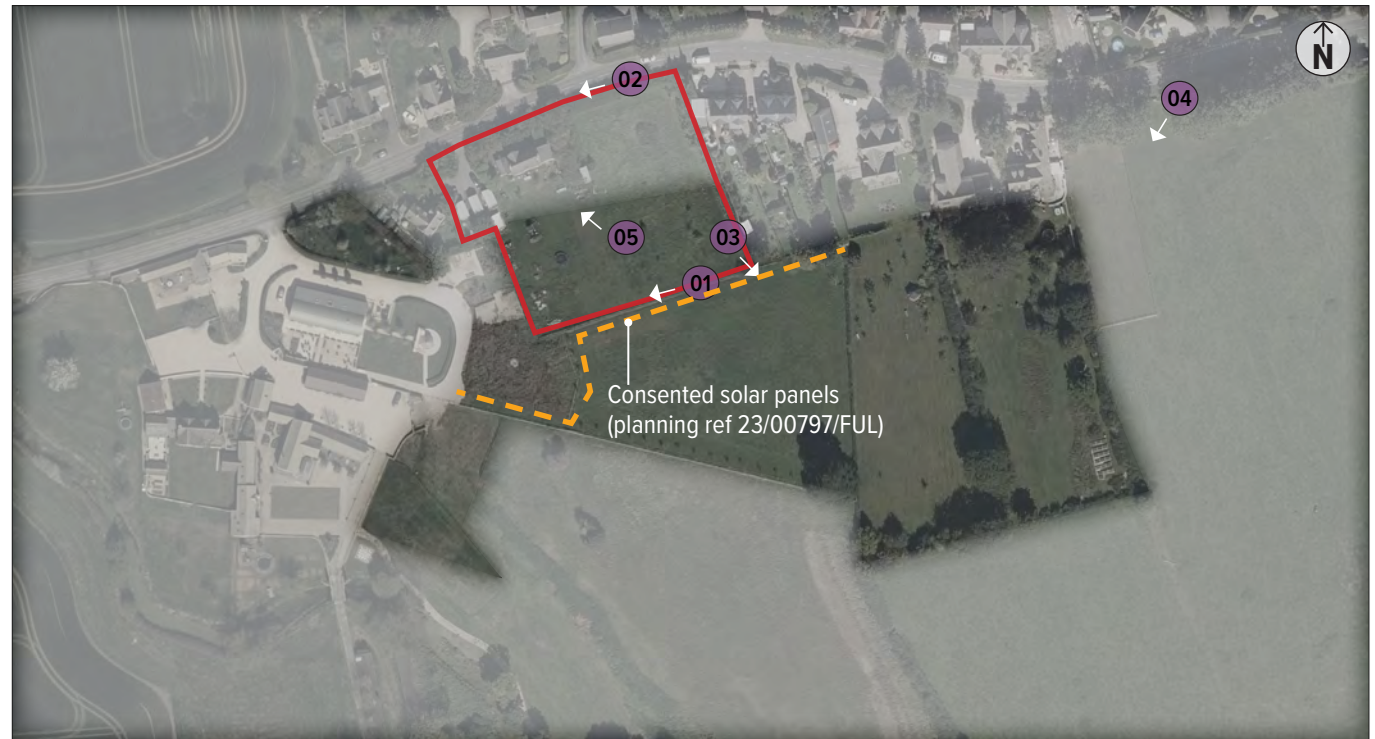 N
02
04
05
03
01
Consented solar panels
(planning ref 23/00797/FUL)